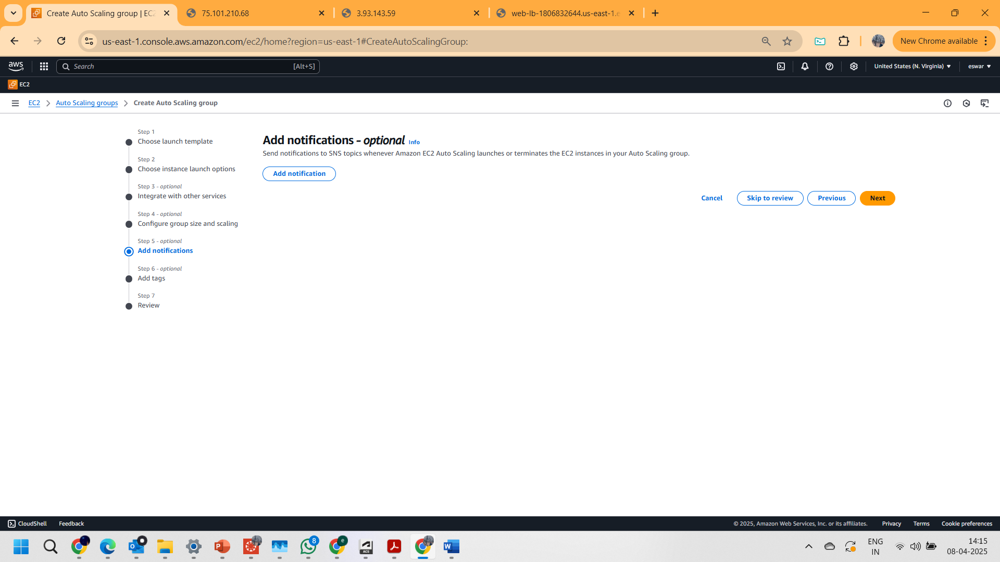 Create Auto Scaling group | EC2
75.101.210.68
3.93.143.59
web-lb-1806832644.us-east-1.e
us-east-1.console.aws.amazon.com/ec2/home?region=us-east-1#CreateAutoScalingGroup:
New Chrome available
aws
Search
[Alt+S]
United States (N. Virginia)
eswar
EC2
EC2
Auto Scaling groups
Create Auto Scaling group
Step 1
Choose launch template
Step 2
Choose instance launch options
Step 3 - optional
Integrate with other services
Step 4 - optional
Configure group size and scaling
Step 5 - optional
Add notifications
Step 6 - optional
Add tags
Step 7
Review
Add notifications - optional Info
Send notifications to SNS topics whenever Amazon EC2 Auto Scaling launches or terminates the EC2 instances in your Auto Scaling group.
Add notification
Cancel
Skip to review
Previous
Next
CloudShell
Feedback
© 2025, Amazon Web Services, Inc. or its affiliates.
Privacy
Terms
Cookie preferences
8
e
ACS
ENG
IN
14:15
08-04-2025